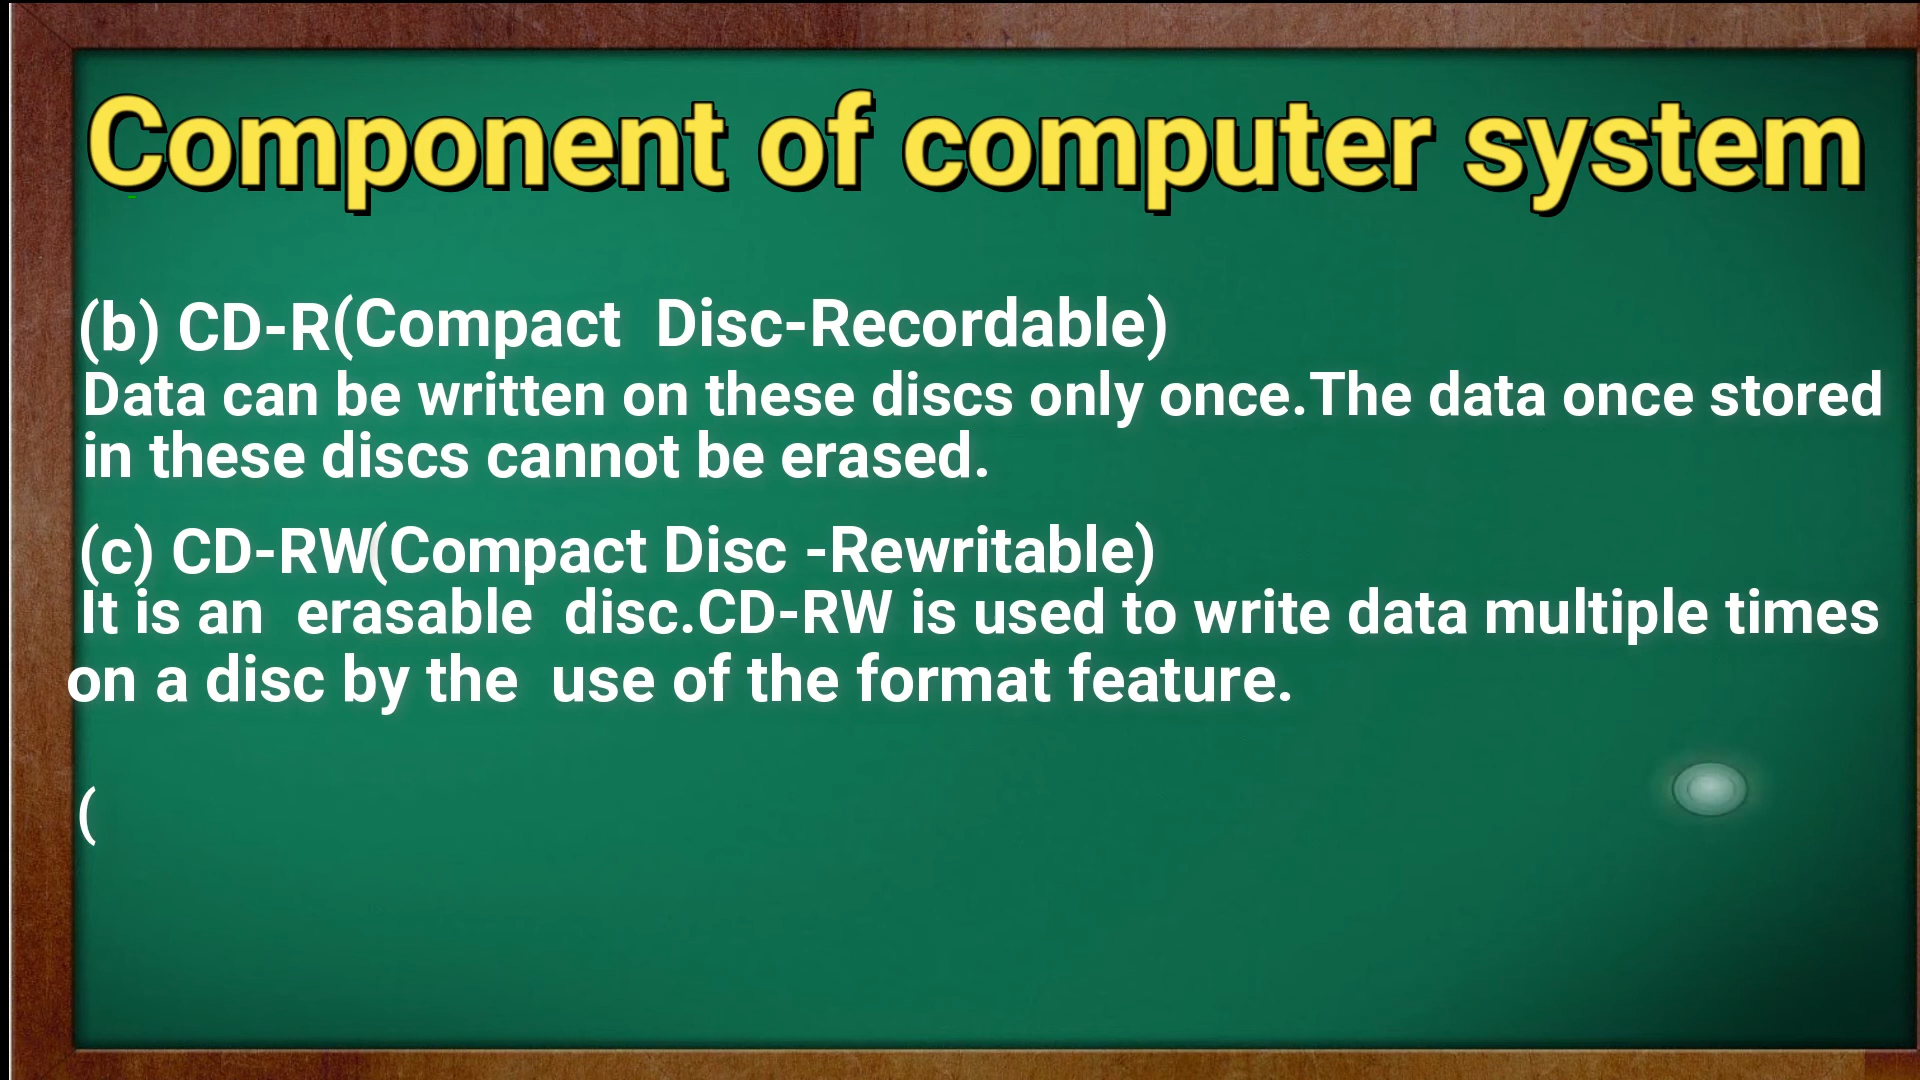 Component of computer system
(b) CD-R(Compact Disc-Recordable)
Data can be written on these discs only once.The data once stored
in these discs cannot be erased.
(c) CD-RW(Compact Disc -Rewritable)
It is an erasable disc.CD-RW is used to write data multiple times
on a disc by the use of the format feature.
(